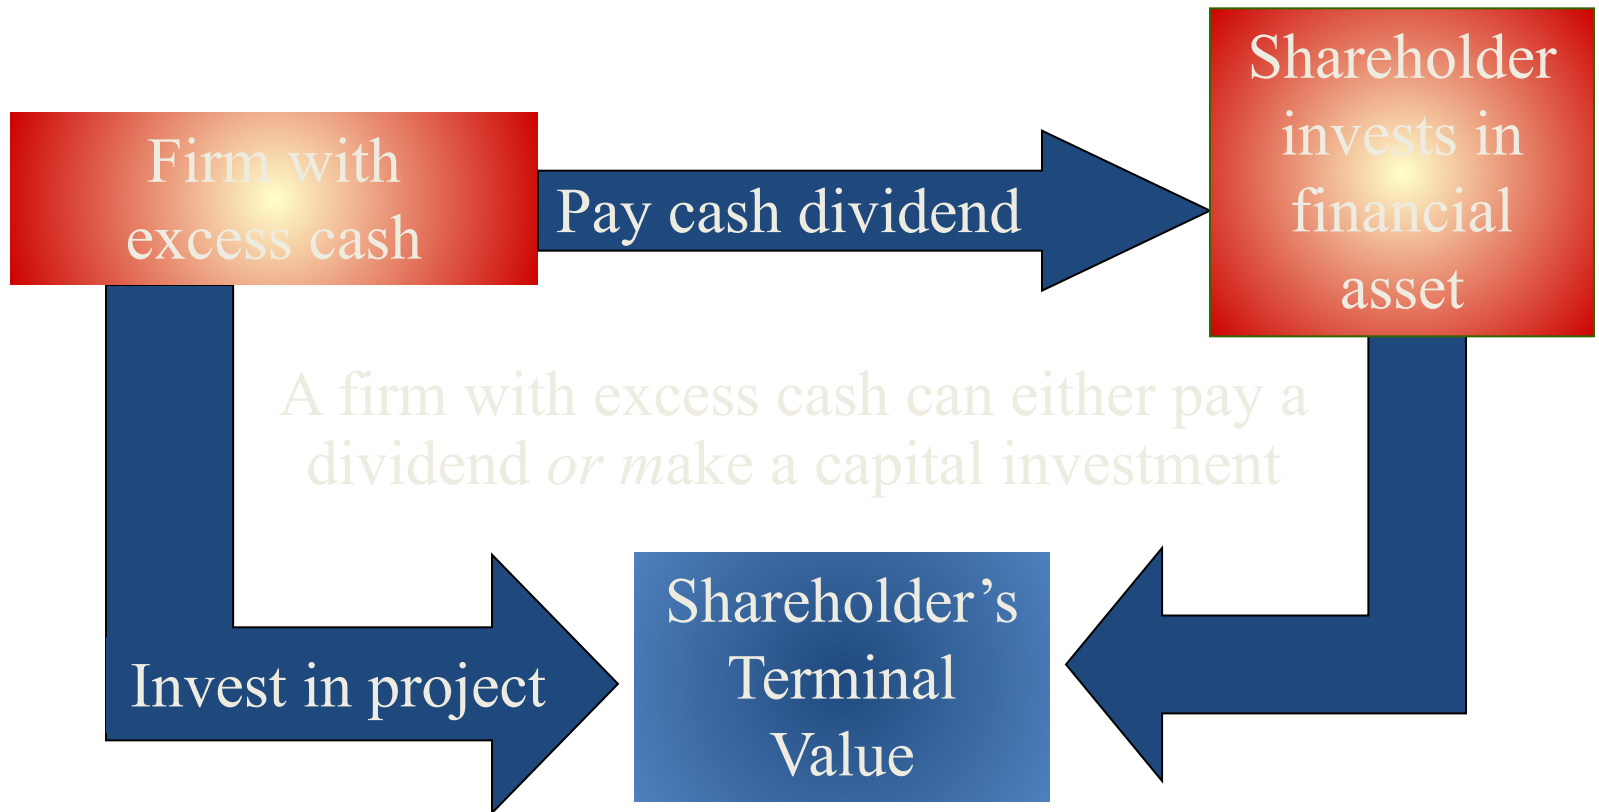 Firm with
excess cash
Pay cash dividend
Shareholder
invests in
financial
asset
A firm with excess cash can either pay a
dividend or make a capital investment
Invest in project
Shareholder’s
Terminal
Value